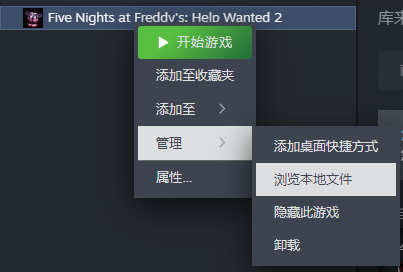 Five Nights at Freddy's: Help Wanted 2
库来
开始游戏
添加至收藏夹
添加至
管理
添加桌面快捷方式
浏览本地文件
属性...
隐藏此游戏
卸载